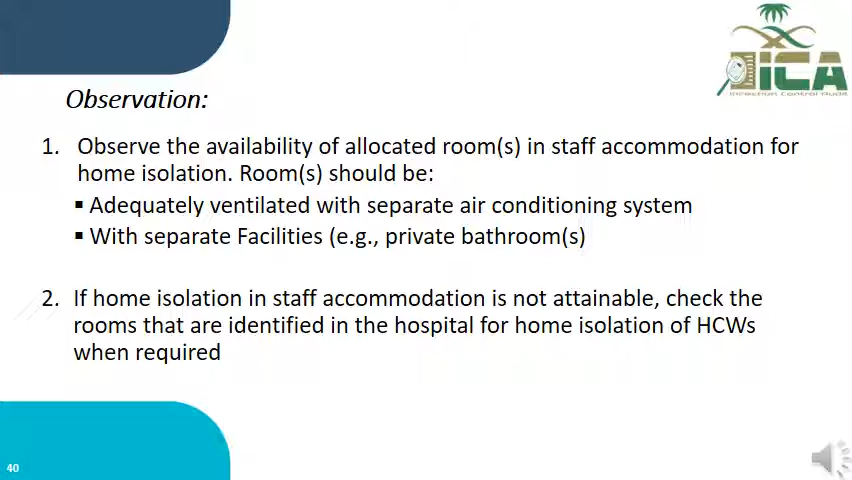 ICA
Infection Control Audit
Observation:
1. Observe the availability of allocated room(s) in staff accommodation for
home isolation. Room(s) should be:
▪ Adequately ventilated with separate air conditioning system
▪ With separate Facilities (e.g., private bathroom(s)
2. If home isolation in staff accommodation is not attainable, check the
rooms that are identified in the hospital for home isolation of HCWs
when required
40